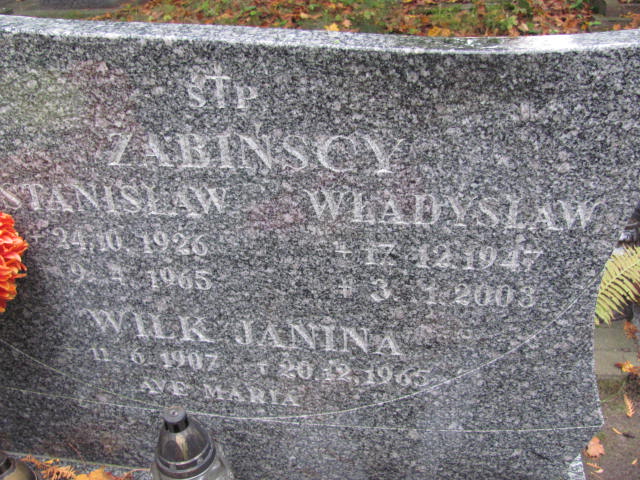 ŚTP
ŻABIŃSCY
STANISŁAW WŁADYSŁAW
24.10.1926 17.12.1947
9.4.1965 3.1.2003
WILK JANINA
11.6.1907 20.12.1965
AVE MARIA